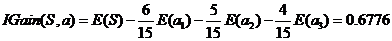 IGain(S,a) = E(S) - 6/15 E(a₁) - 5/15 E(a₂) - 4/15 E(a₃) = 0.6776